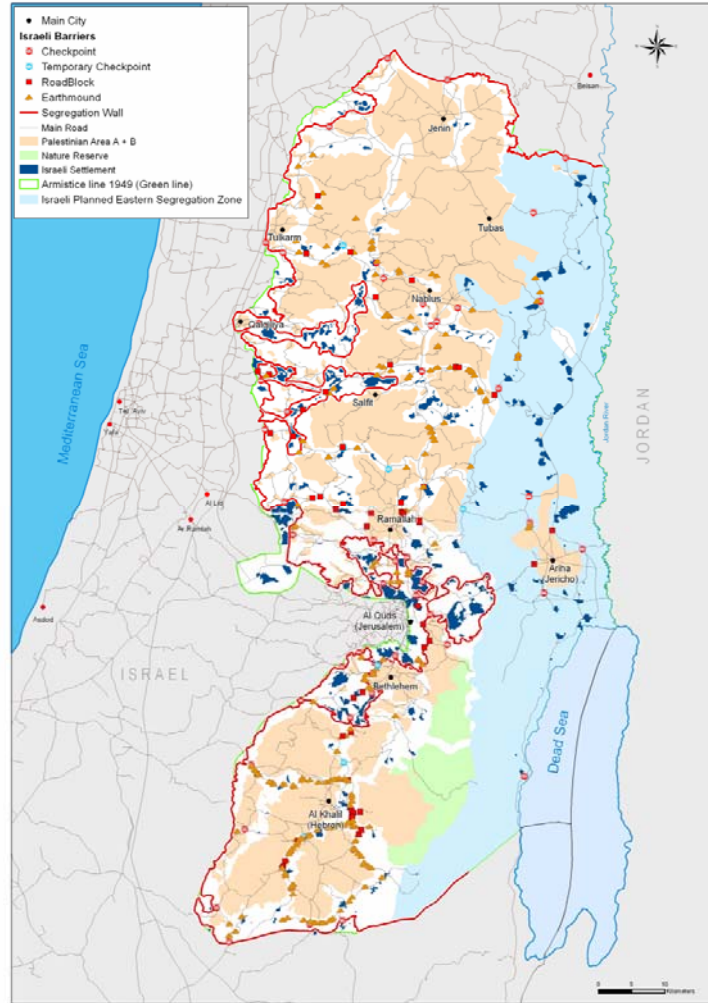 Main City
Israeli Barriers
Checkpoint
Temporary Checkpoint
RoadBlock
Earthmound
Segregation Wall
Main Road
Palestinian Area A + B
Nature Reserve
Israeli Settlement
Armistice line 1949 (Green line)
Israeli Planned Eastern Segregation Zone
Beisan
Jenin
Tulkarm
Tubas
Nablus
Qalqiliya
Mediterranean Sea
Salfit
Jordan River
JORDAN
Yafa
Al Lid
Ar Ramlah
Ramallah
Ariha
(Jericho)
Asdod
Al Quds
(Jerusalem)
ISRAEL
Bethlehem
Dead Sea
Al Khalil
(Hebron)
0 5 10
Kilometers